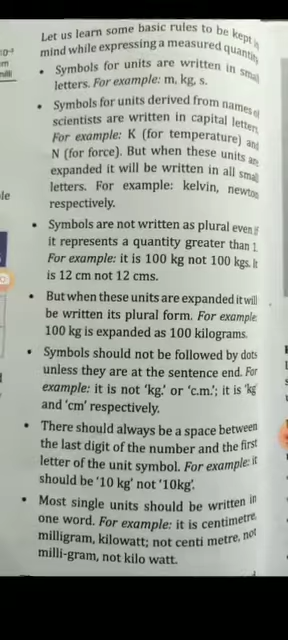 Let us learn some basic rules to be kept in
mind while expressing a measured quantity
• Symbols for units are written in small
letters. For example: m, kg, s.
• Symbols for units derived from names of
scientists are written in capital letters.
For example: K (for temperature) and
N (for force). But when these units are
expanded it will be written in all small
letters. For example: kelvin, newton
respectively.
• Symbols are not written as plural even if
it represents a quantity greater than 1.
For example: it is 100 kg not 100 kgs. It
is 12 cm not 12 cms.
• But when these units are expanded it will
be written its plural form. For example:
100 kg is expanded as 100 kilograms.
• Symbols should not be followed by dots
unless they are at the sentence end. For
example: it is not 'kg.' or 'c.m.'; it is 'kg'
and 'cm' respectively.
• There should always be a space between
the last digit of the number and the first
letter of the unit symbol. For example: it
should be '10 kg' not '10kg'.
• Most single units should be written in
one word. For example: it is centimetre,
milligram, kilowatt; not centi metre, not
milli-gram, not kilo watt.